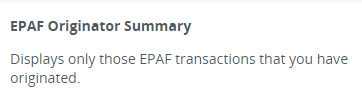 EPAF Originator Summary
Displays only those EPAF transactions that you have
originated.